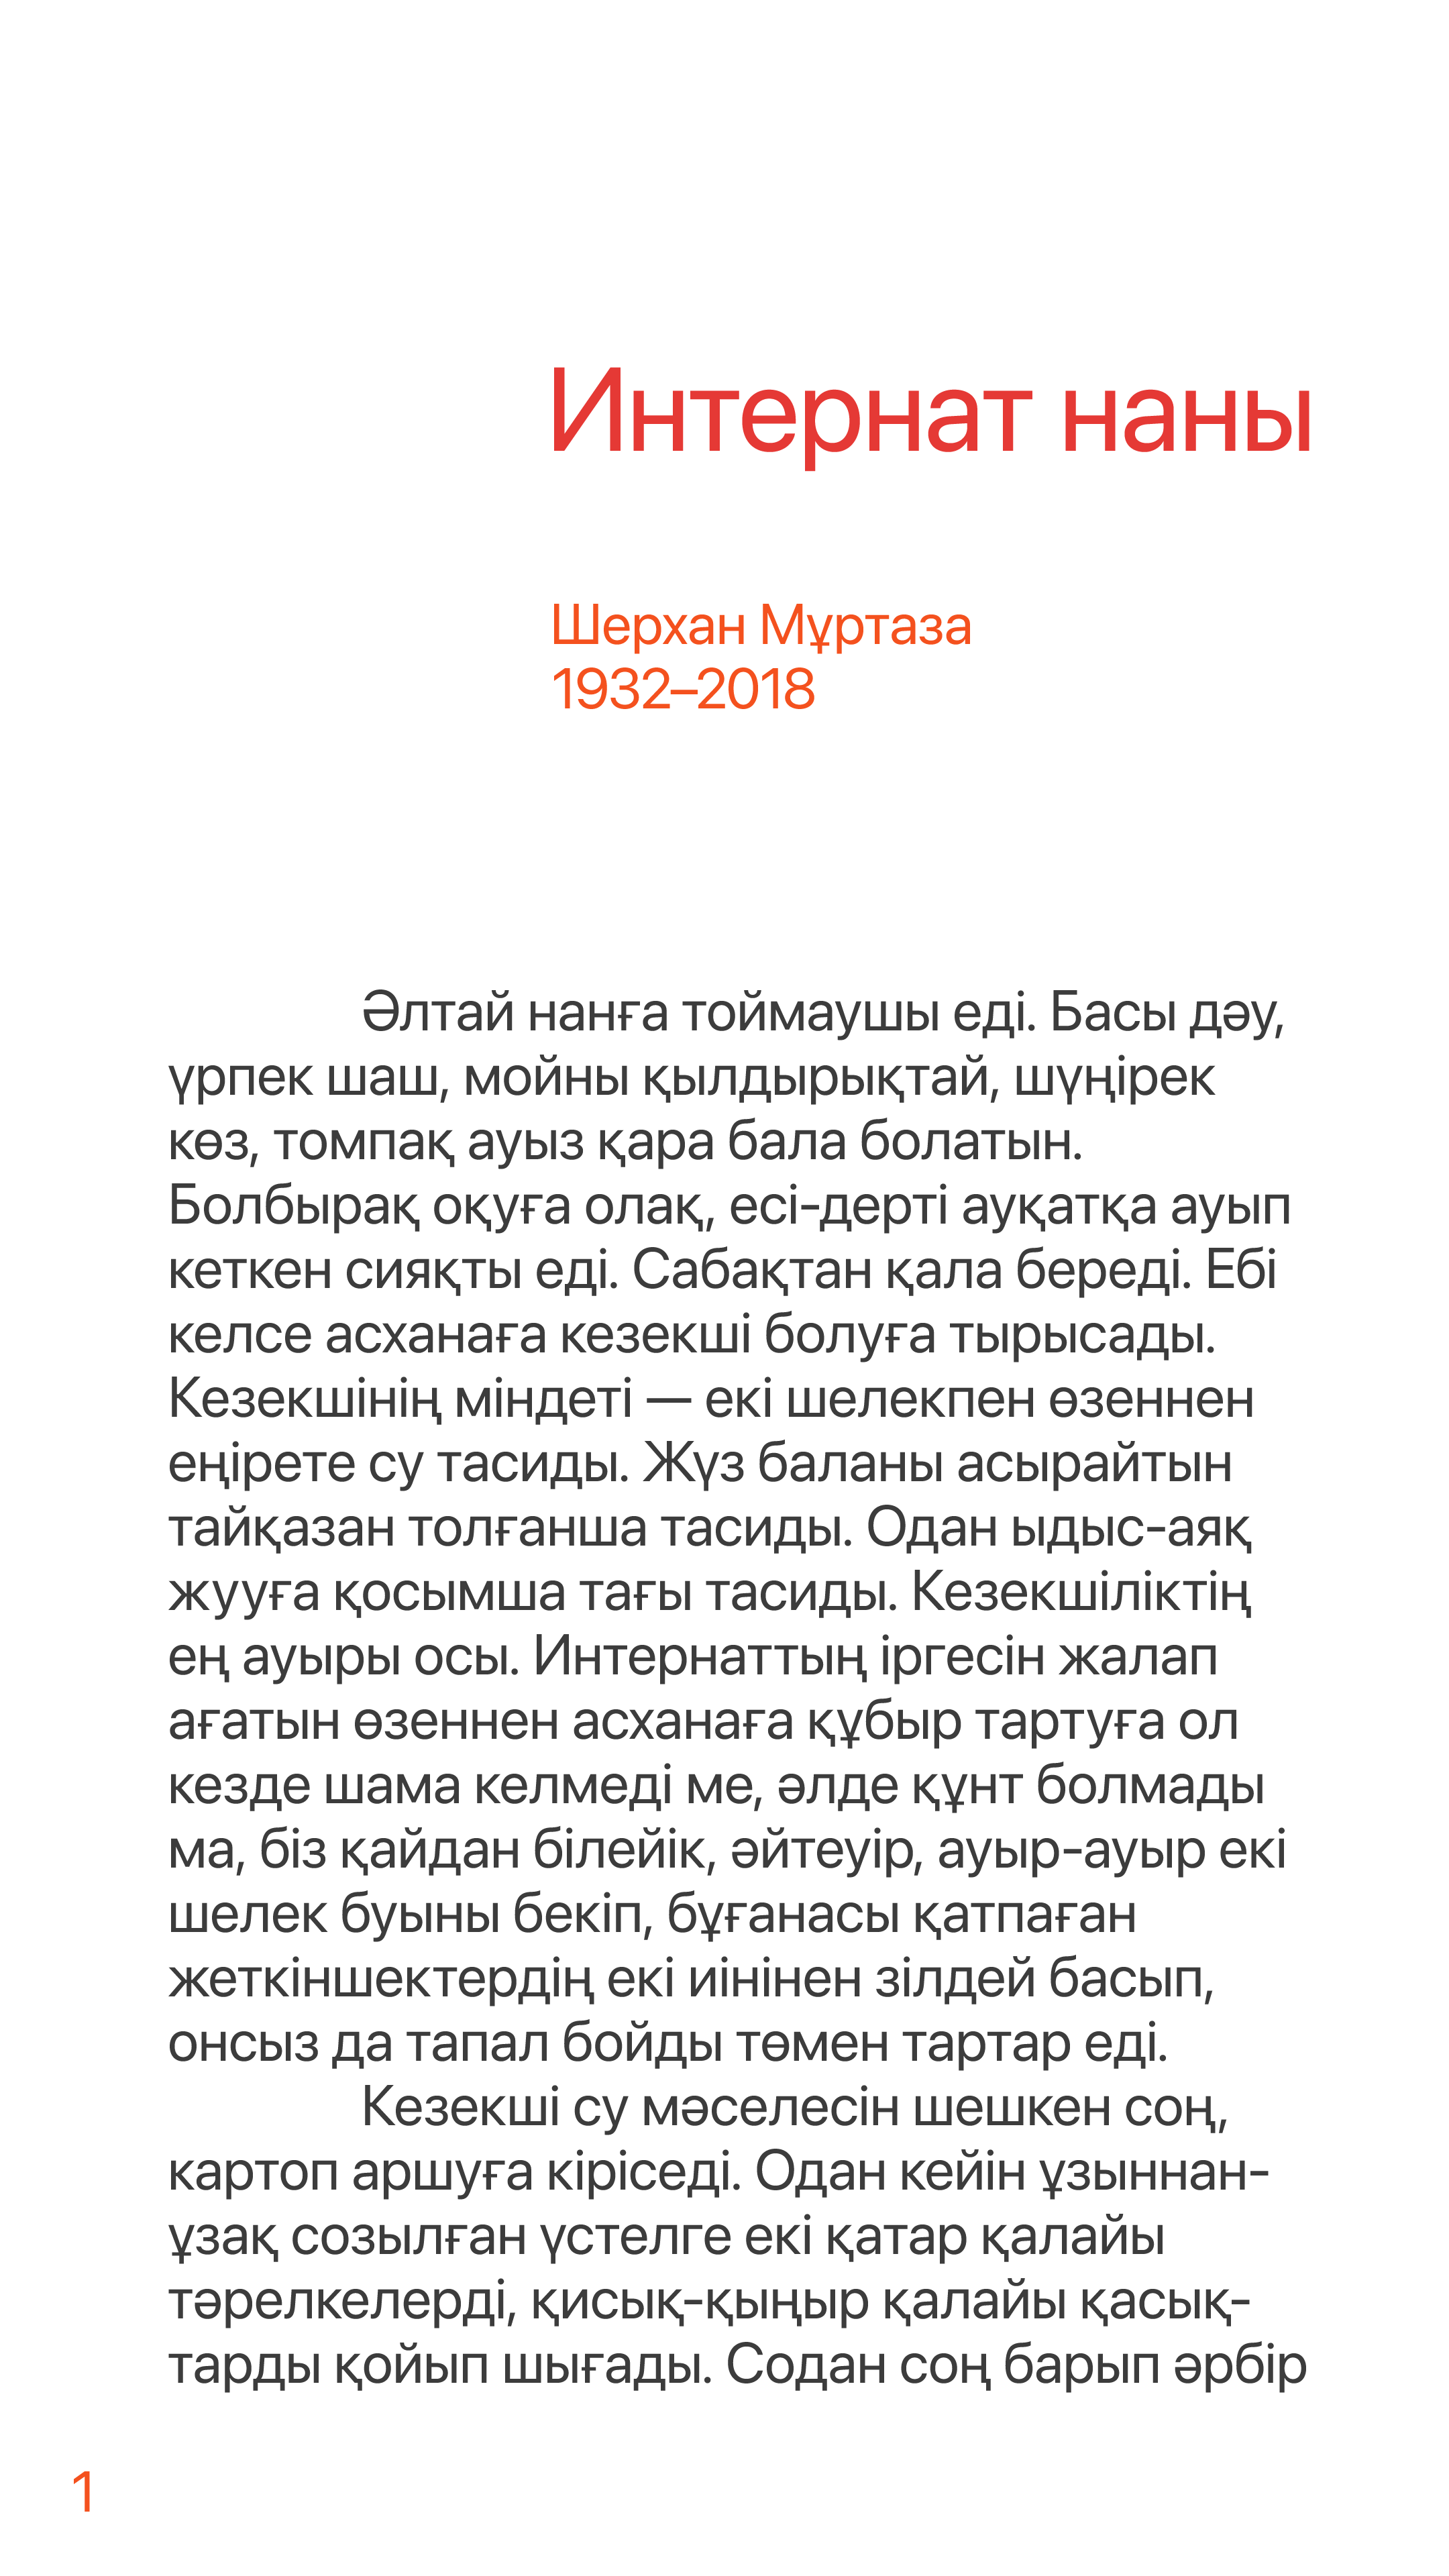 Интернат наны
Шерхан Мұртаза
1932–2018
Әлтай нанға тоймаушы еді. Басы дәу,
үрпек шаш, мойны қылдырықтай, шүңірек
көз, томпақ ауыз қара бала болатын.
Болбырақ оқуға олақ, есі-дерті ауқатқа ауып
кеткен сияқты еді. Сабақтан қала береді. Ебі
келсе асханаға кезекші болуға тырысады.
Кезекшінің міндеті — екі шелекпен өзеннен
еңірете су тасиды. Жүз баланы асырайтын
тайқазан толғанша тасиды. Одан ыдыс-аяқ
жууға қосымша тағы тасиды. Кезекшіліктің
ең ауыры осы. Интернаттың іргесін жалап
ағатын өзеннен асханаға құбыр тартуға ол
кезде шама келмеді ме, әлде құнт болмады
ма, біз қайдан білейік, әйтеуір, ауыр-ауыр екі
шелек буыны бекіп, бұғанасы қатпаған
жеткіншектердің екі иінінен зілдей басып,
онсыз да тапал бойды төмен тартар еді.
Кезекші су мәселесін шешкен соң,
картоп аршуға кіріседі. Одан кейін ұзыннан-
ұзақ созылған үстелге екі қатар қалайы
тәрелкелерді, қисық-қыңыр қалайы қасық-
тарды қойып шығады. Содан соң барып әрбір
1